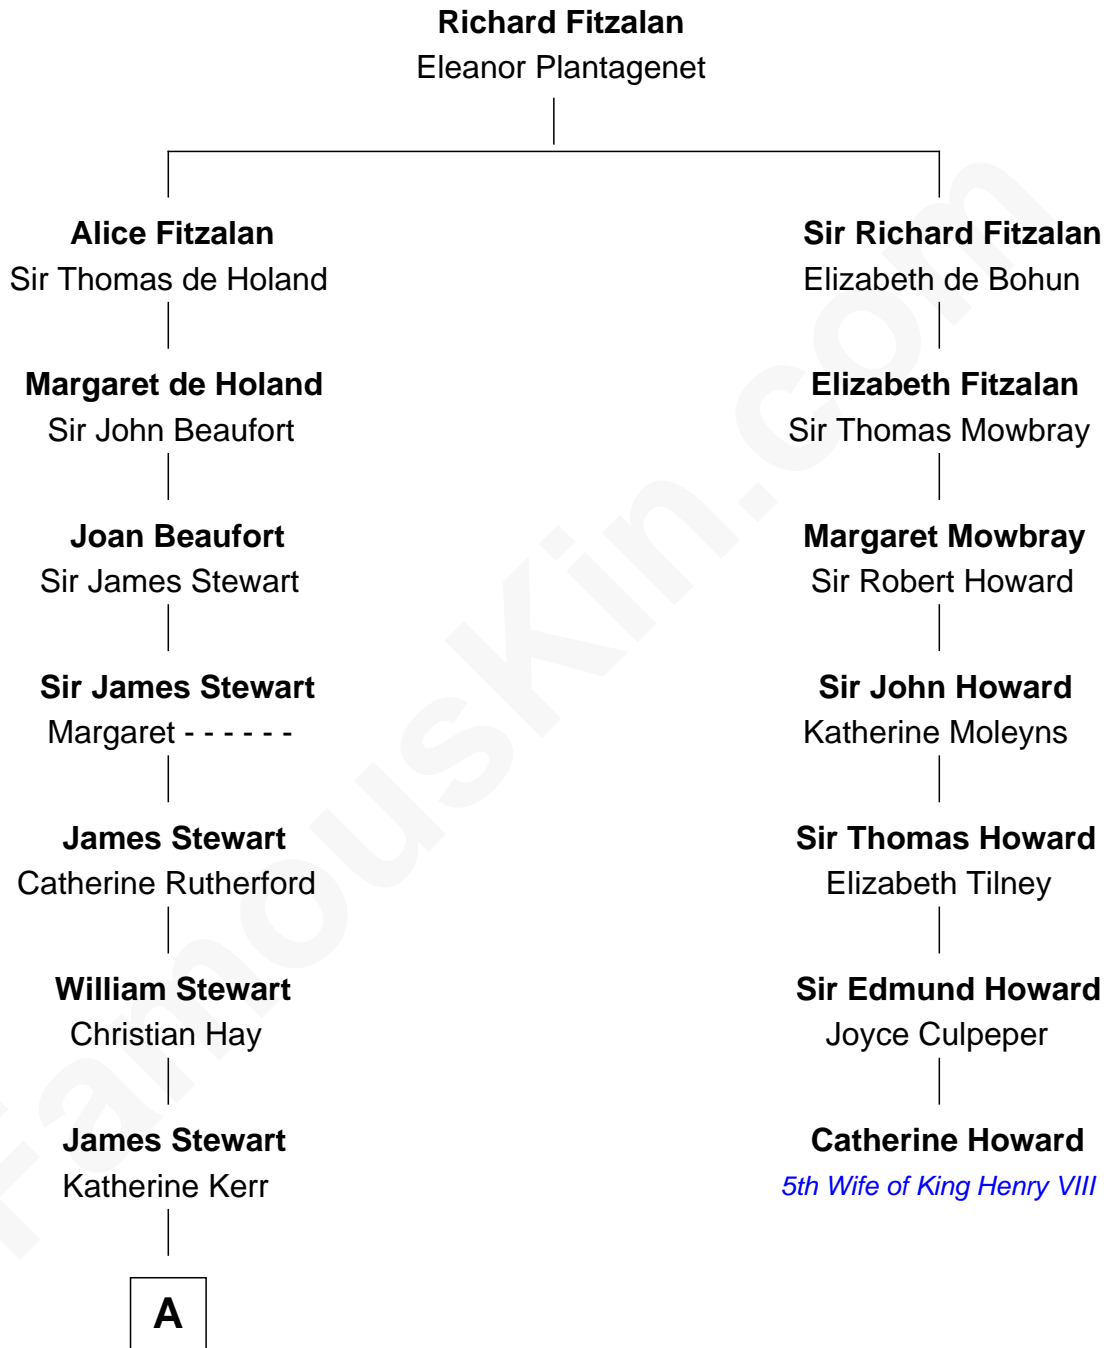 Richard Fitzalan
Eleanor Plantagenet
Alice Fitzalan
Sir Thomas de Holand
Sir Richard Fitzalan
Elizabeth de Bohun
Margaret de Holand
Sir John Beaufort
Elizabeth Fitzalan
Sir Thomas Mowbray
Joan Beaufort
Sir James Stewart
Margaret Mowbray
Sir Robert Howard
Sir James Stewart
Margaret - - - - - -
Sir John Howard
Katherine Moleyns
James Stewart
Catherine Rutherford
Sir Thomas Howard
Elizabeth Tilney
William Stewart
Christian Hay
Sir Edmund Howard
Joyce Culpeper
James Stewart
Katherine Kerr
Catherine Howard
5th Wife of King Henry VIII
A
FamousKin.com